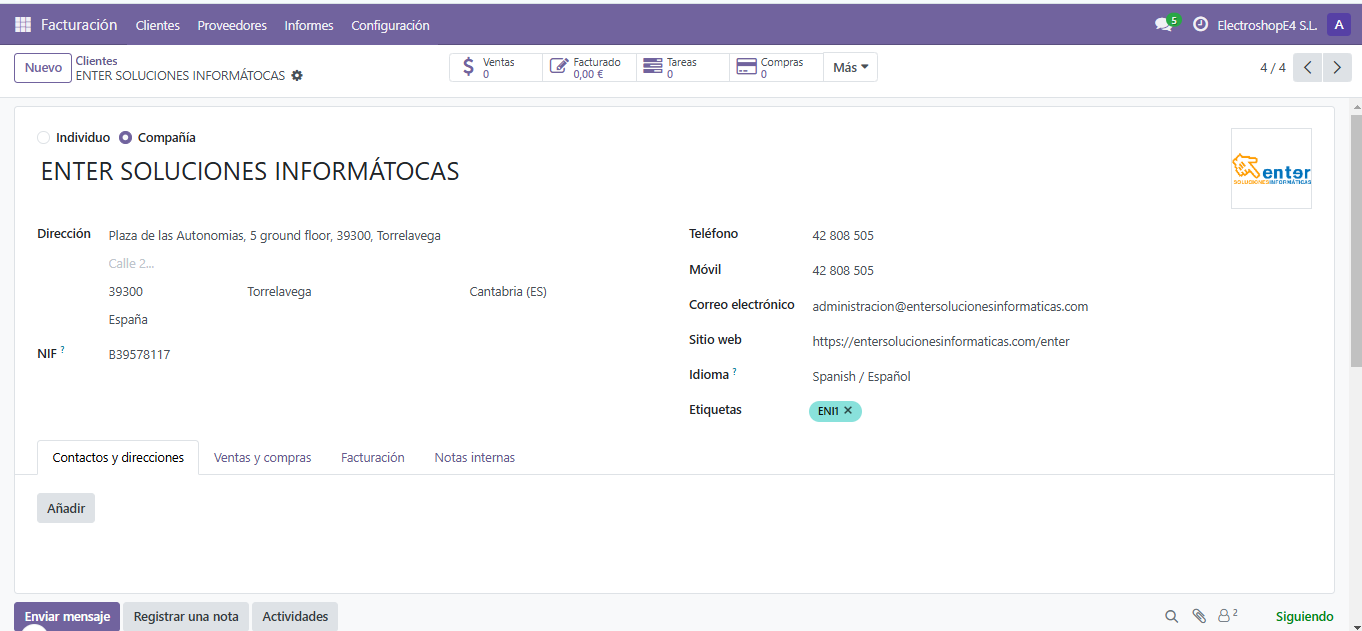 Facturación Clientes Proveedores Informes Configuración 5 ElectroshopE4 S.L. A
Nuevo Clientes
ENTER SOLUCIONES INFORMÁTOCAS
Ventas 0
Facturado 0,00 €
Tareas 0
Compras 0
Más
4 / 4
Individuo Compañía
ENTER SOLUCIONES INFORMÁTOCAS
enter
SOLUCIONES INFORMÁTICAS
Dirección Plaza de las Autonomias, 5 ground floor, 39300, Torrelavega
Calle 2...
39300 Torrelavega Cantabria (ES)
España
NIF ? B39578117
Teléfono 42 808 505
Móvil 42 808 505
Correo electrónico administracion@entersolucionesinformaticas.com
Sitio web https://entersolucionesinformaticas.com/enter
Idioma ? Spanish / Español
Etiquetas ENI1
Contactos y direcciones Ventas y compras Facturación Notas internas
Añadir
Enviar mensaje Registrar una nota Actividades 2 Siguiendo